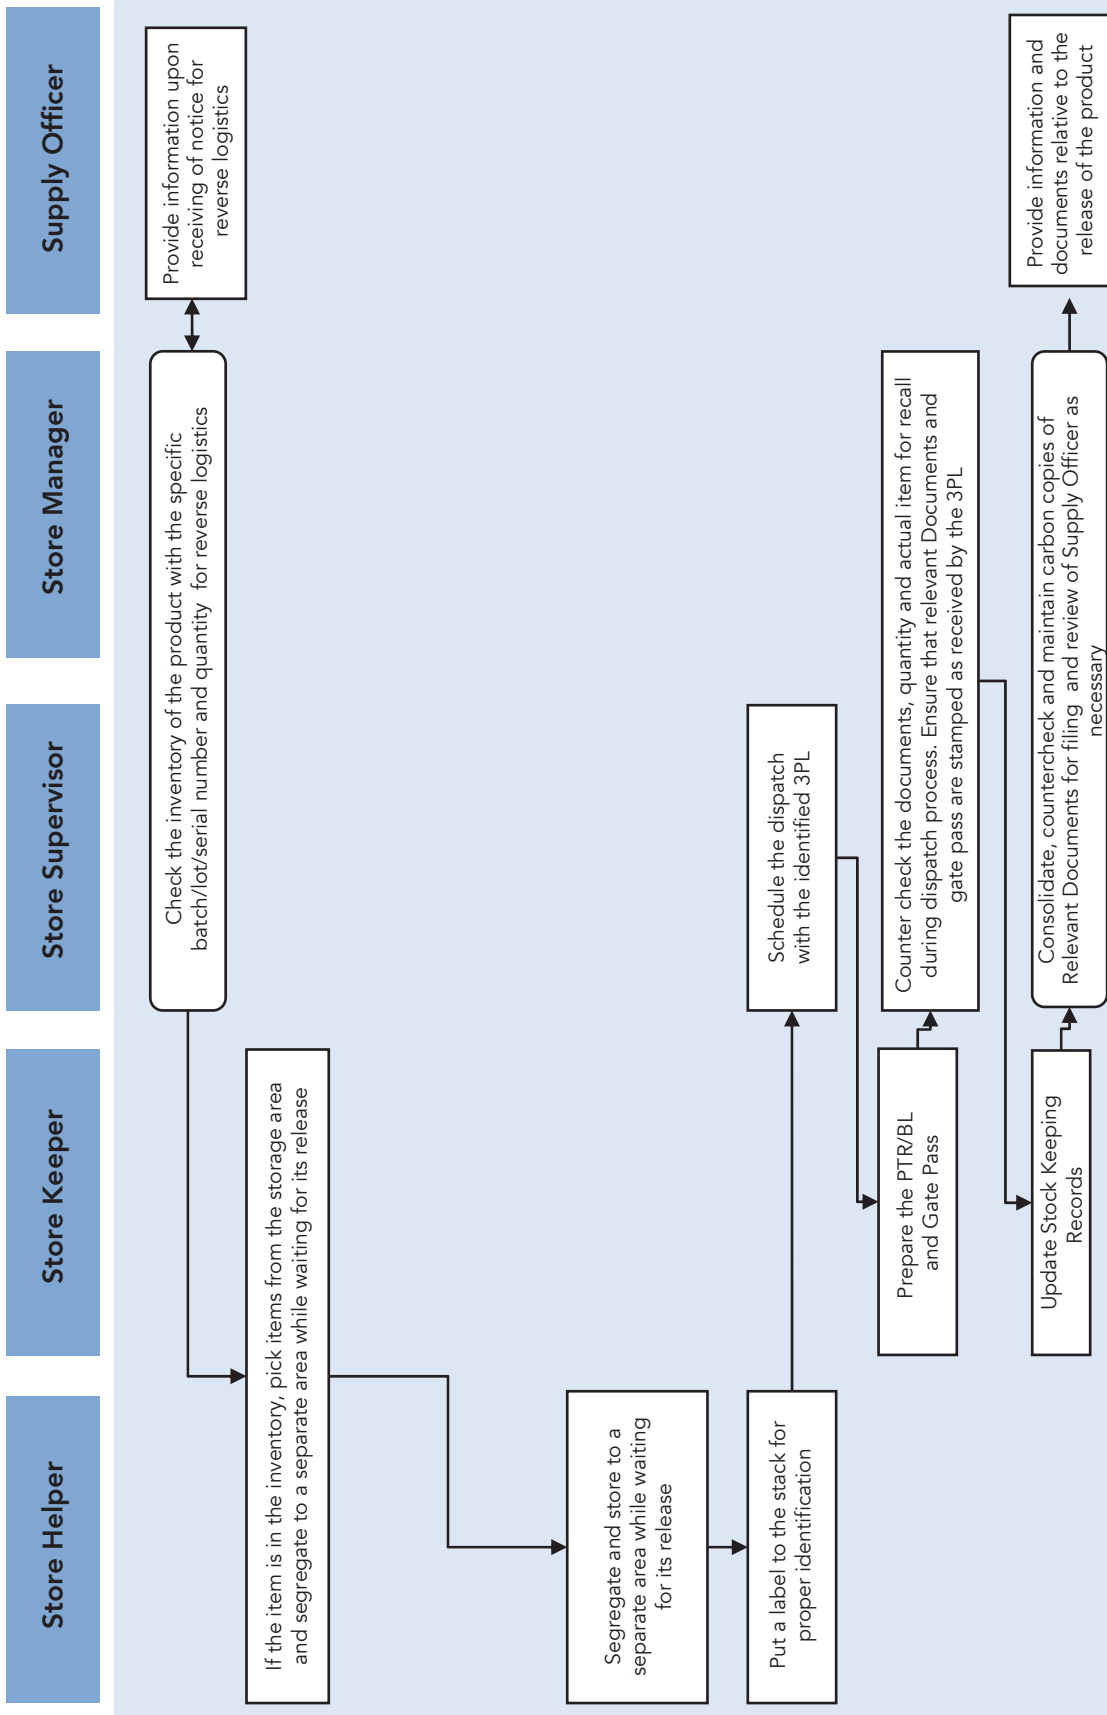 Store Helper
Store Keeper
Store Supervisor
Store Manager
Supply Officer
Check the inventory of the product with the specific
batch/lot/serial number and quantity for reverse logistics
Provide information upon
receiving of notice for
reverse logistics
If the item is in the inventory, pick items from the storage area
and segregate to a separate area while waiting for its release
Segregate and store to a
separate area while waiting
for its release
Put a label to the stack for
proper identification
Schedule the dispatch
with the identified 3PL
Prepare the PTR/BL
and Gate Pass
Counter check the documents, quantity and actual item for recall
during dispatch process. Ensure that relevant Documents and
gate pass are stamped as received by the 3PL
Update Stock Keeping
Records
Consolidate, countercheck and maintain carbon copies of
Relevant Documents for filing and review of Supply Officer as
necessary
Provide information and
documents relative to the
release of the product